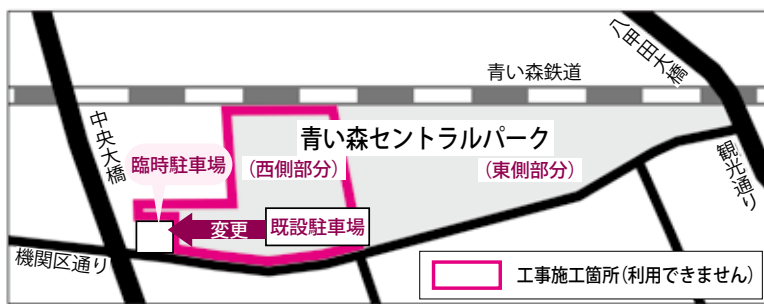 八甲田大橋
青い森鉄道
中央大橋
青い森セントラルパーク
臨時駐車場
(西側部分)
(東側部分)
観光通り
変更
既設駐車場
機関区通り
工事施工箇所(利用できません)